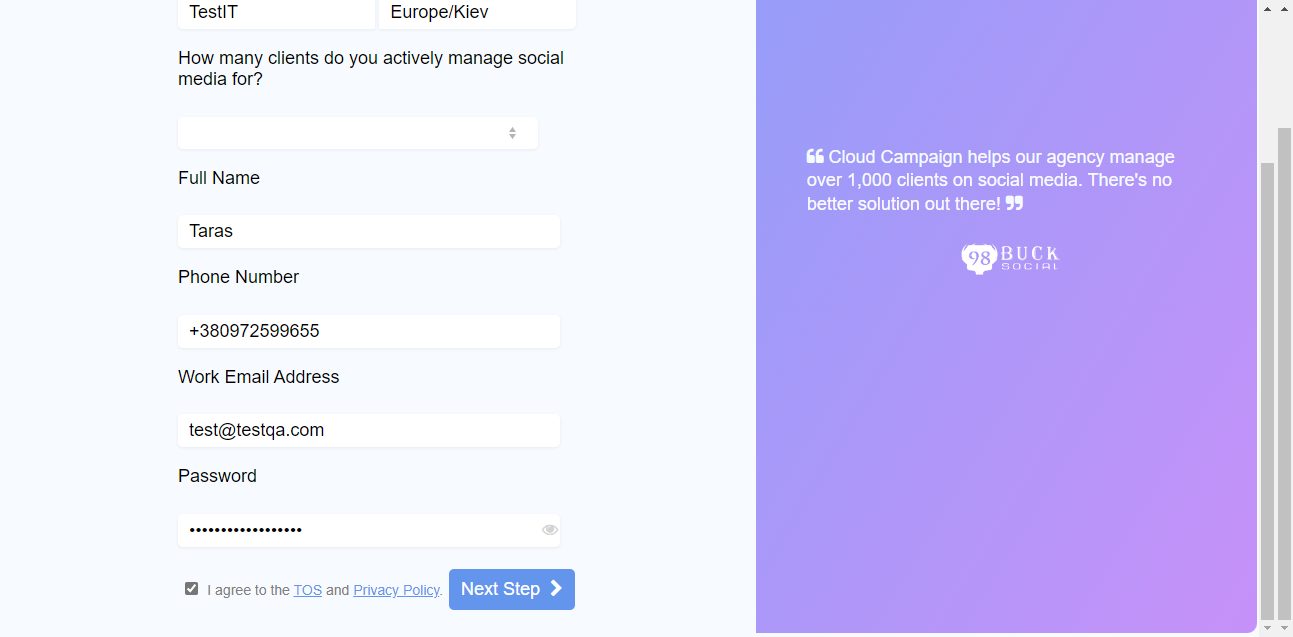 TestIT
Europe/Kiev
How many clients do you actively manage social
media for?
Full Name
Taras
Phone Number
+380972599655
Work Email Address
test@testqa.com
Password
••••••••••••••••••
I agree to the TOS and Privacy Policy.
Next Step
❝ Cloud Campaign helps our agency manage
over 1,000 clients on social media. There's no
better solution out there! ❞
98 BUCK
SOCIAL